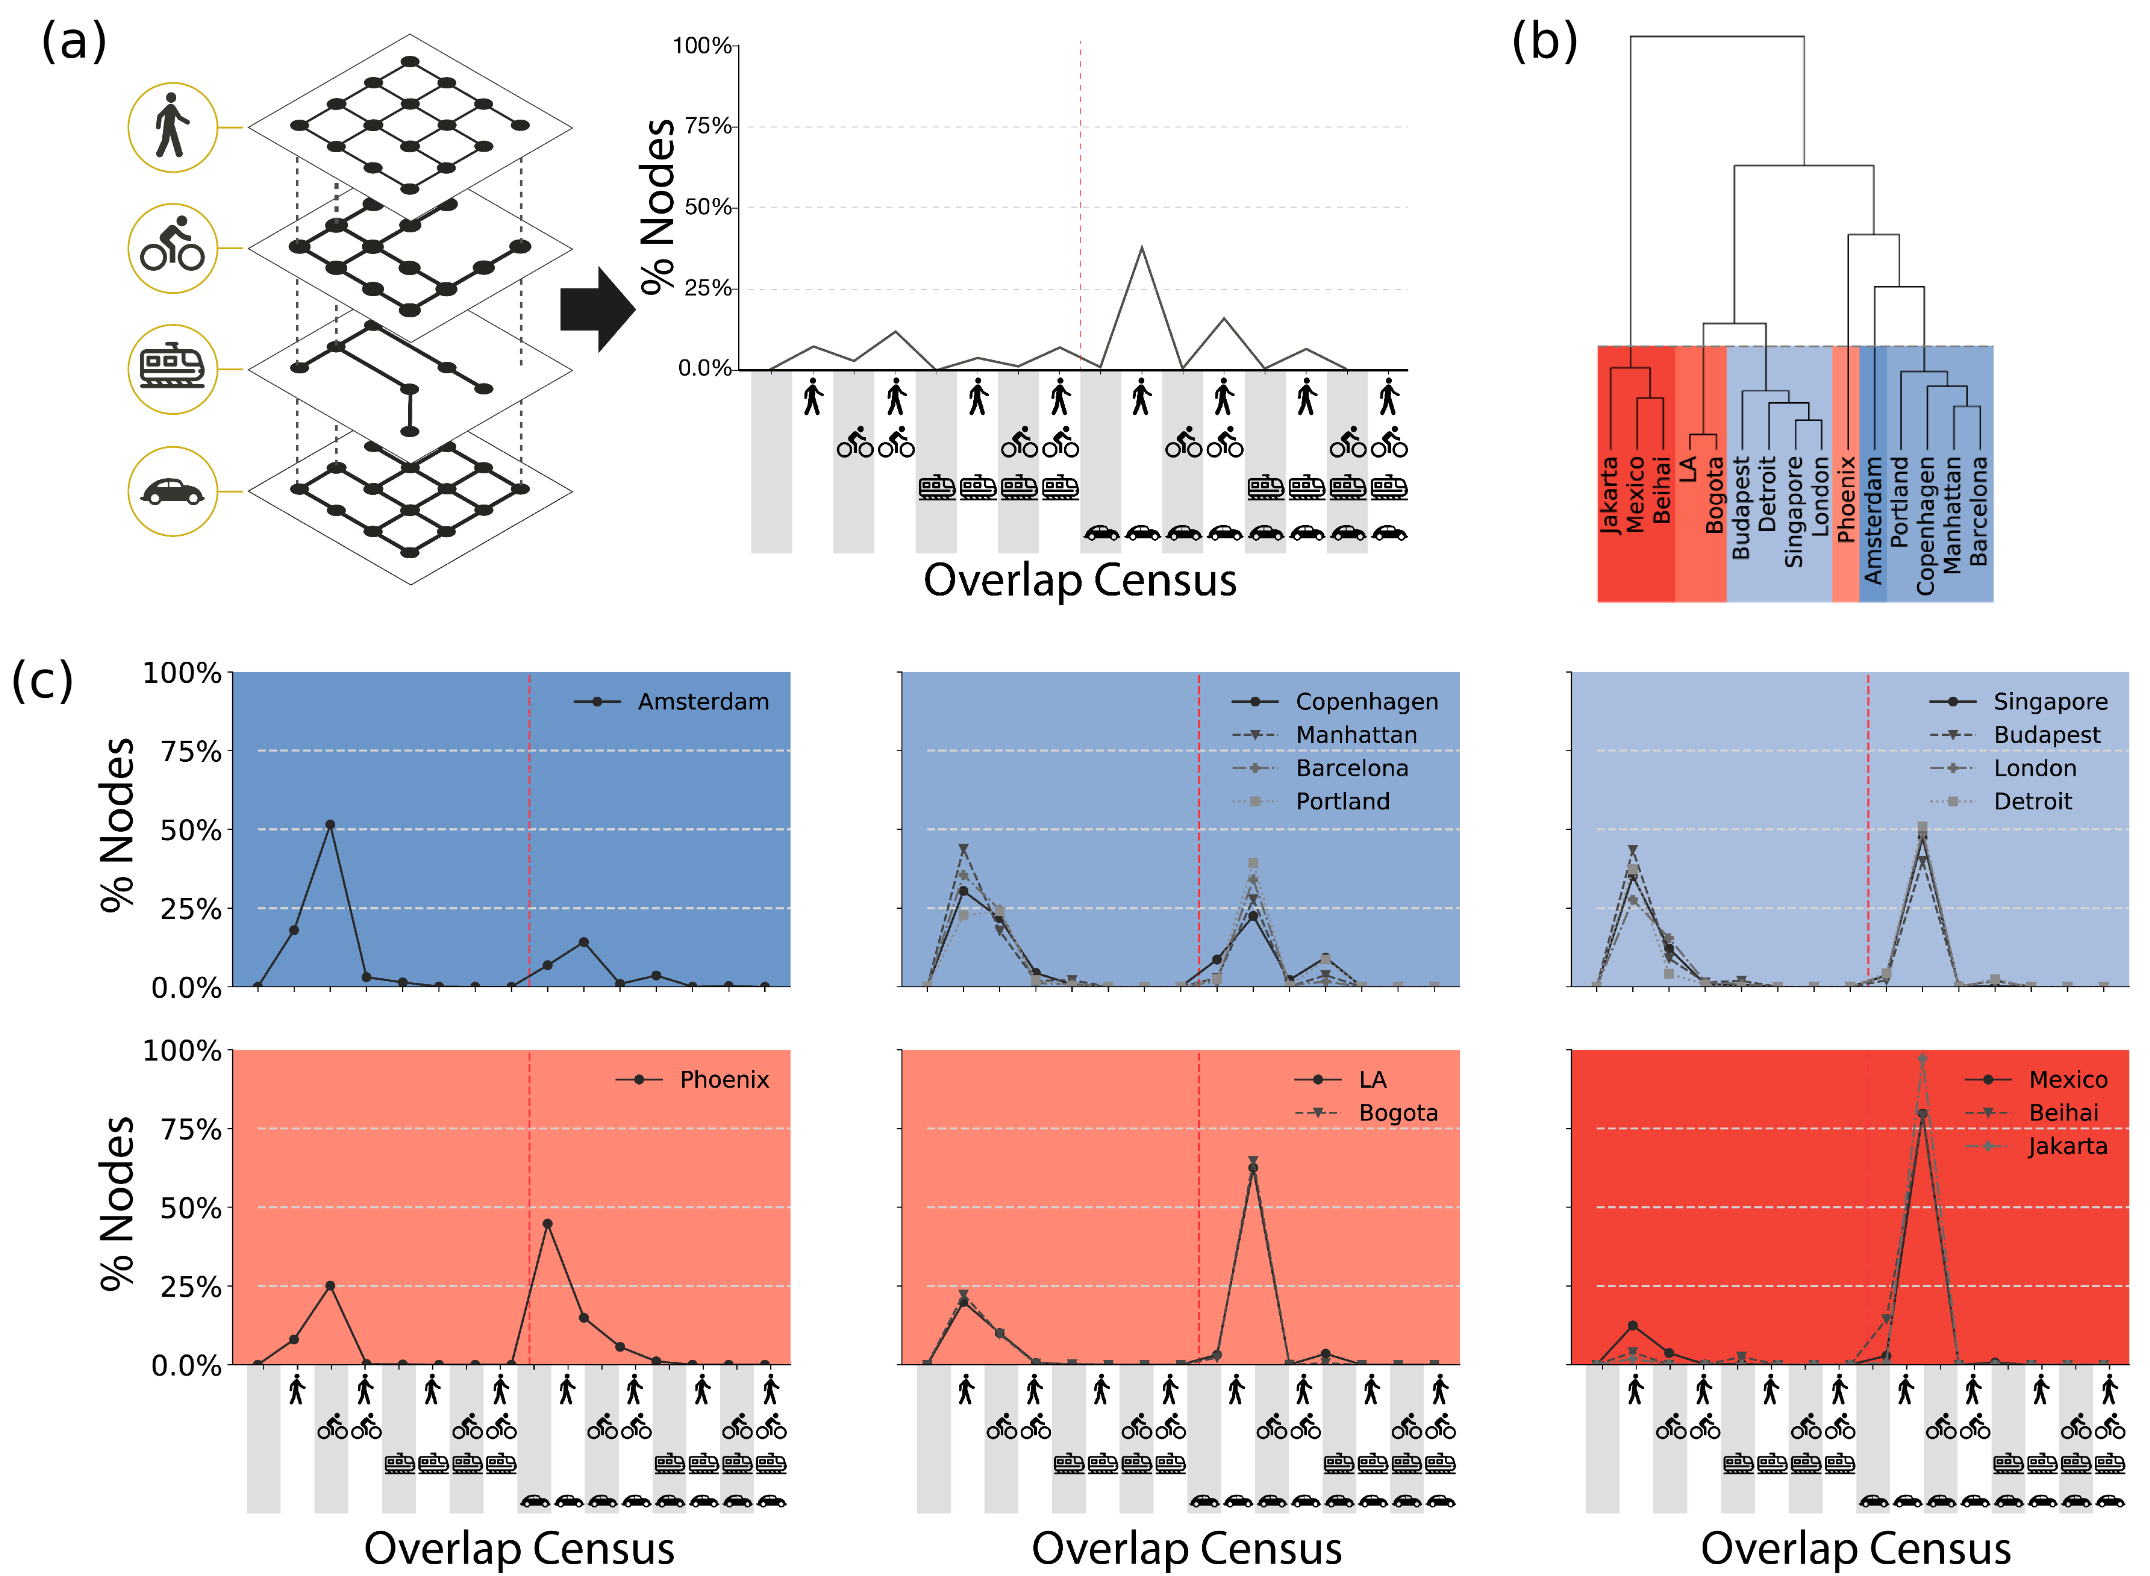 (a)
100%
75%
50%
25%
0.0%
% Nodes
Overlap Census
(b)
Jakarta
Mexico
Beihai
LA
Bogota
Budapest
Detroit
Singapore
London
Phoenix
Amsterdam
Portland
Copenhagen
Manhattan
Barcelona
(c)
100%
75%
50%
25%
0.0%
% Nodes
Amsterdam
Copenhagen
Manhattan
Barcelona
Portland
Singapore
Budapest
London
Detroit
100%
75%
50%
25%
0.0%
% Nodes
Phoenix
LA
Bogota
Mexico
Beihai
Jakarta
Overlap Census
Overlap Census
Overlap Census